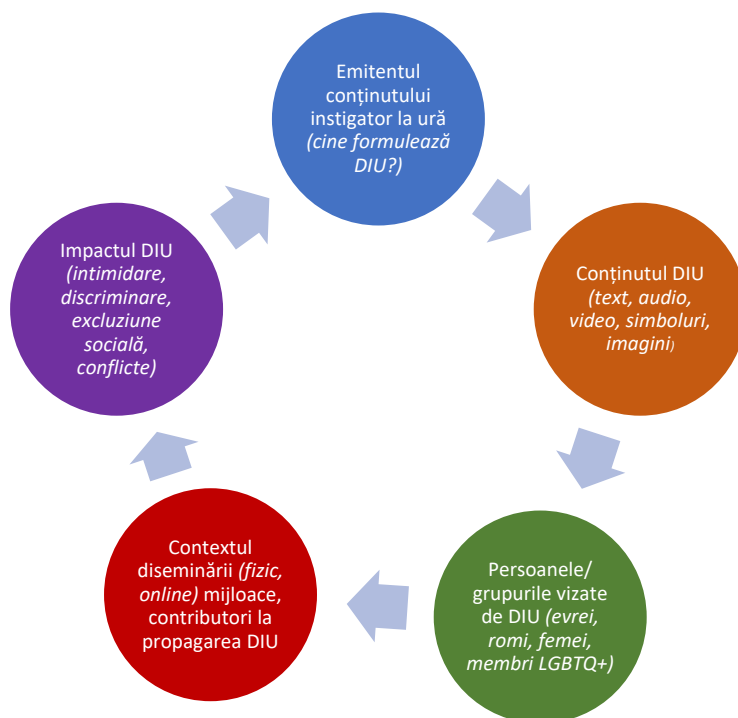 Emitentul
conținutului
instigator la ură
(cine formulează
DIU?)
Conținutul DIU
(text, audio,
video, simboluri,
imagini)
Persoanele/
grupurile vizate
de DIU (evrei,
romi, femei,
membri LGBTQ+)
Contextul
diseminării (fizic,
online) mijloace,
contributori la
propagarea DIU
Impactul DIU
(intimidare,
discriminare,
excluziune
socială,
conflicte)